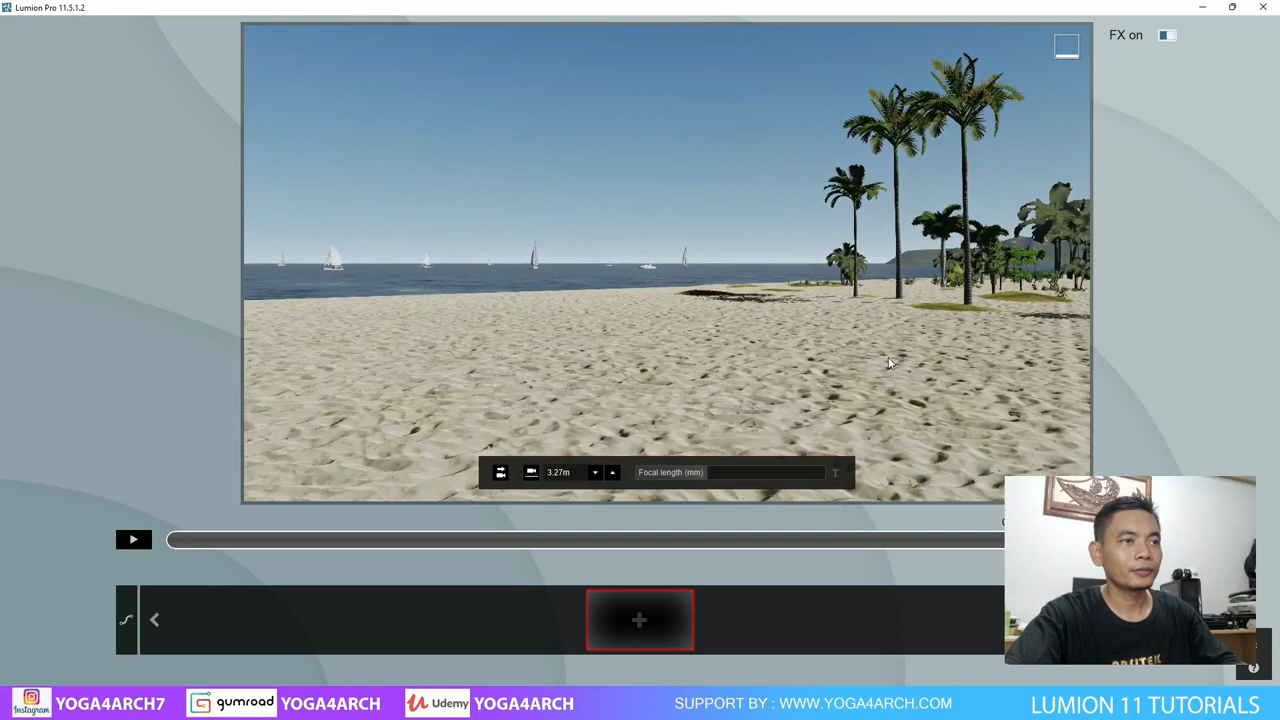 Lumion Pro 11.5.1.2
FX on
3.27m
Focal length (mm)
T
YOGA4ARCH7
gumroad
YOGA4ARCH
Udemy
YOGA4ARCH
SUPPORT BY : WWW.YOGA4ARCH.COM
LUMION 11 TUTORIALS
Instagram